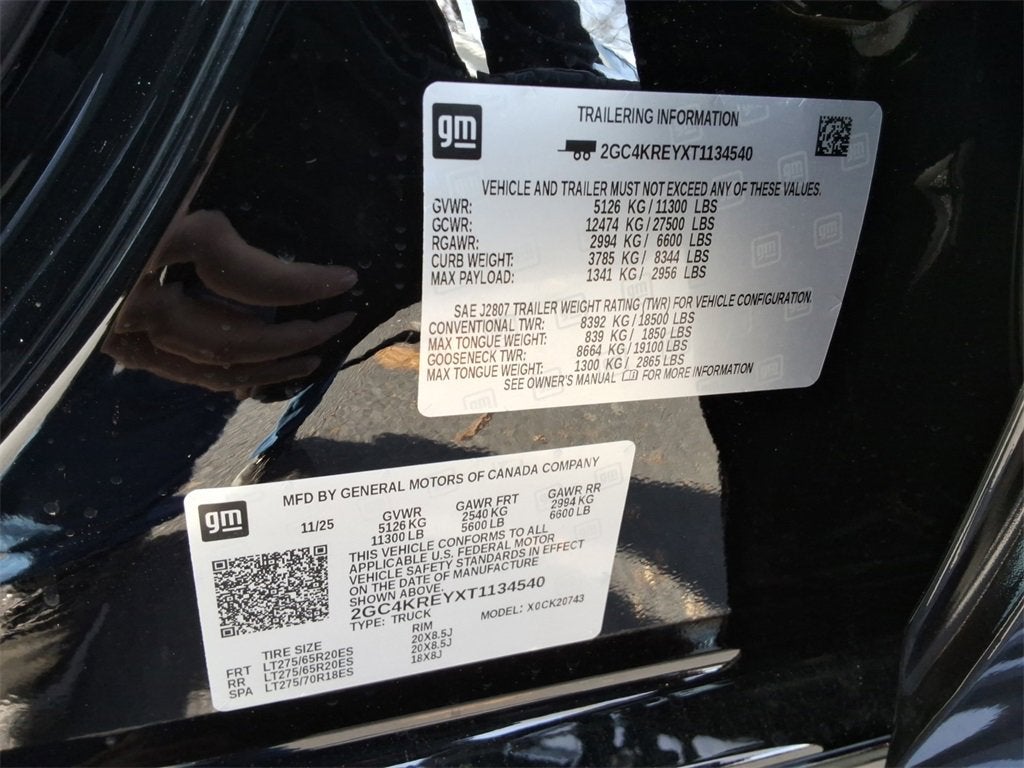 gm
TRAILERING INFORMATION
2GC4KREYXT1134540
VEHICLE AND TRAILER MUST NOT EXCEED ANY OF THESE VALUES.
GVWR: 5126 KG / 11300 LBS
GCWR: 12474 KG / 27500 LBS
RGAWR: 2994 KG / 6600 LBS
CURB WEIGHT: 3785 KG / 8344 LBS
MAX PAYLOAD: 1341 KG / 2956 LBS
SAE J2807 TRAILER WEIGHT RATING (TWR) FOR VEHICLE CONFIGURATION.
CONVENTIONAL TWR: 8392 KG / 18500 LBS
MAX TONGUE WEIGHT: 839 KG / 1850 LBS
GOOSENECK TWR: 8664 KG / 19100 LBS
MAX TONGUE WEIGHT: 1300 KG / 2865 LBS
SEE OWNER'S MANUAL FOR MORE INFORMATION
gm
MFD BY GENERAL MOTORS OF CANADA COMPANY
11/25 GVWR GAWR FRT GAWR RR
5126 KG 2540 KG 2994 KG
11300 LB 5600 LB 6600 LB
THIS VEHICLE CONFORMS TO ALL
APPLICABLE U.S. FEDERAL MOTOR
VEHICLE SAFETY STANDARDS IN EFFECT
ON THE DATE OF MANUFACTURE
SHOWN ABOVE.
2GC4KREYXT1134540
TYPE: TRUCK MODEL: X0CK20743
TIRE SIZE RIM
FRT LT275/65R20ES 20X8.5J
RR LT275/65R20ES 20X8.5J
SPA LT275/70R18ES 18X8J